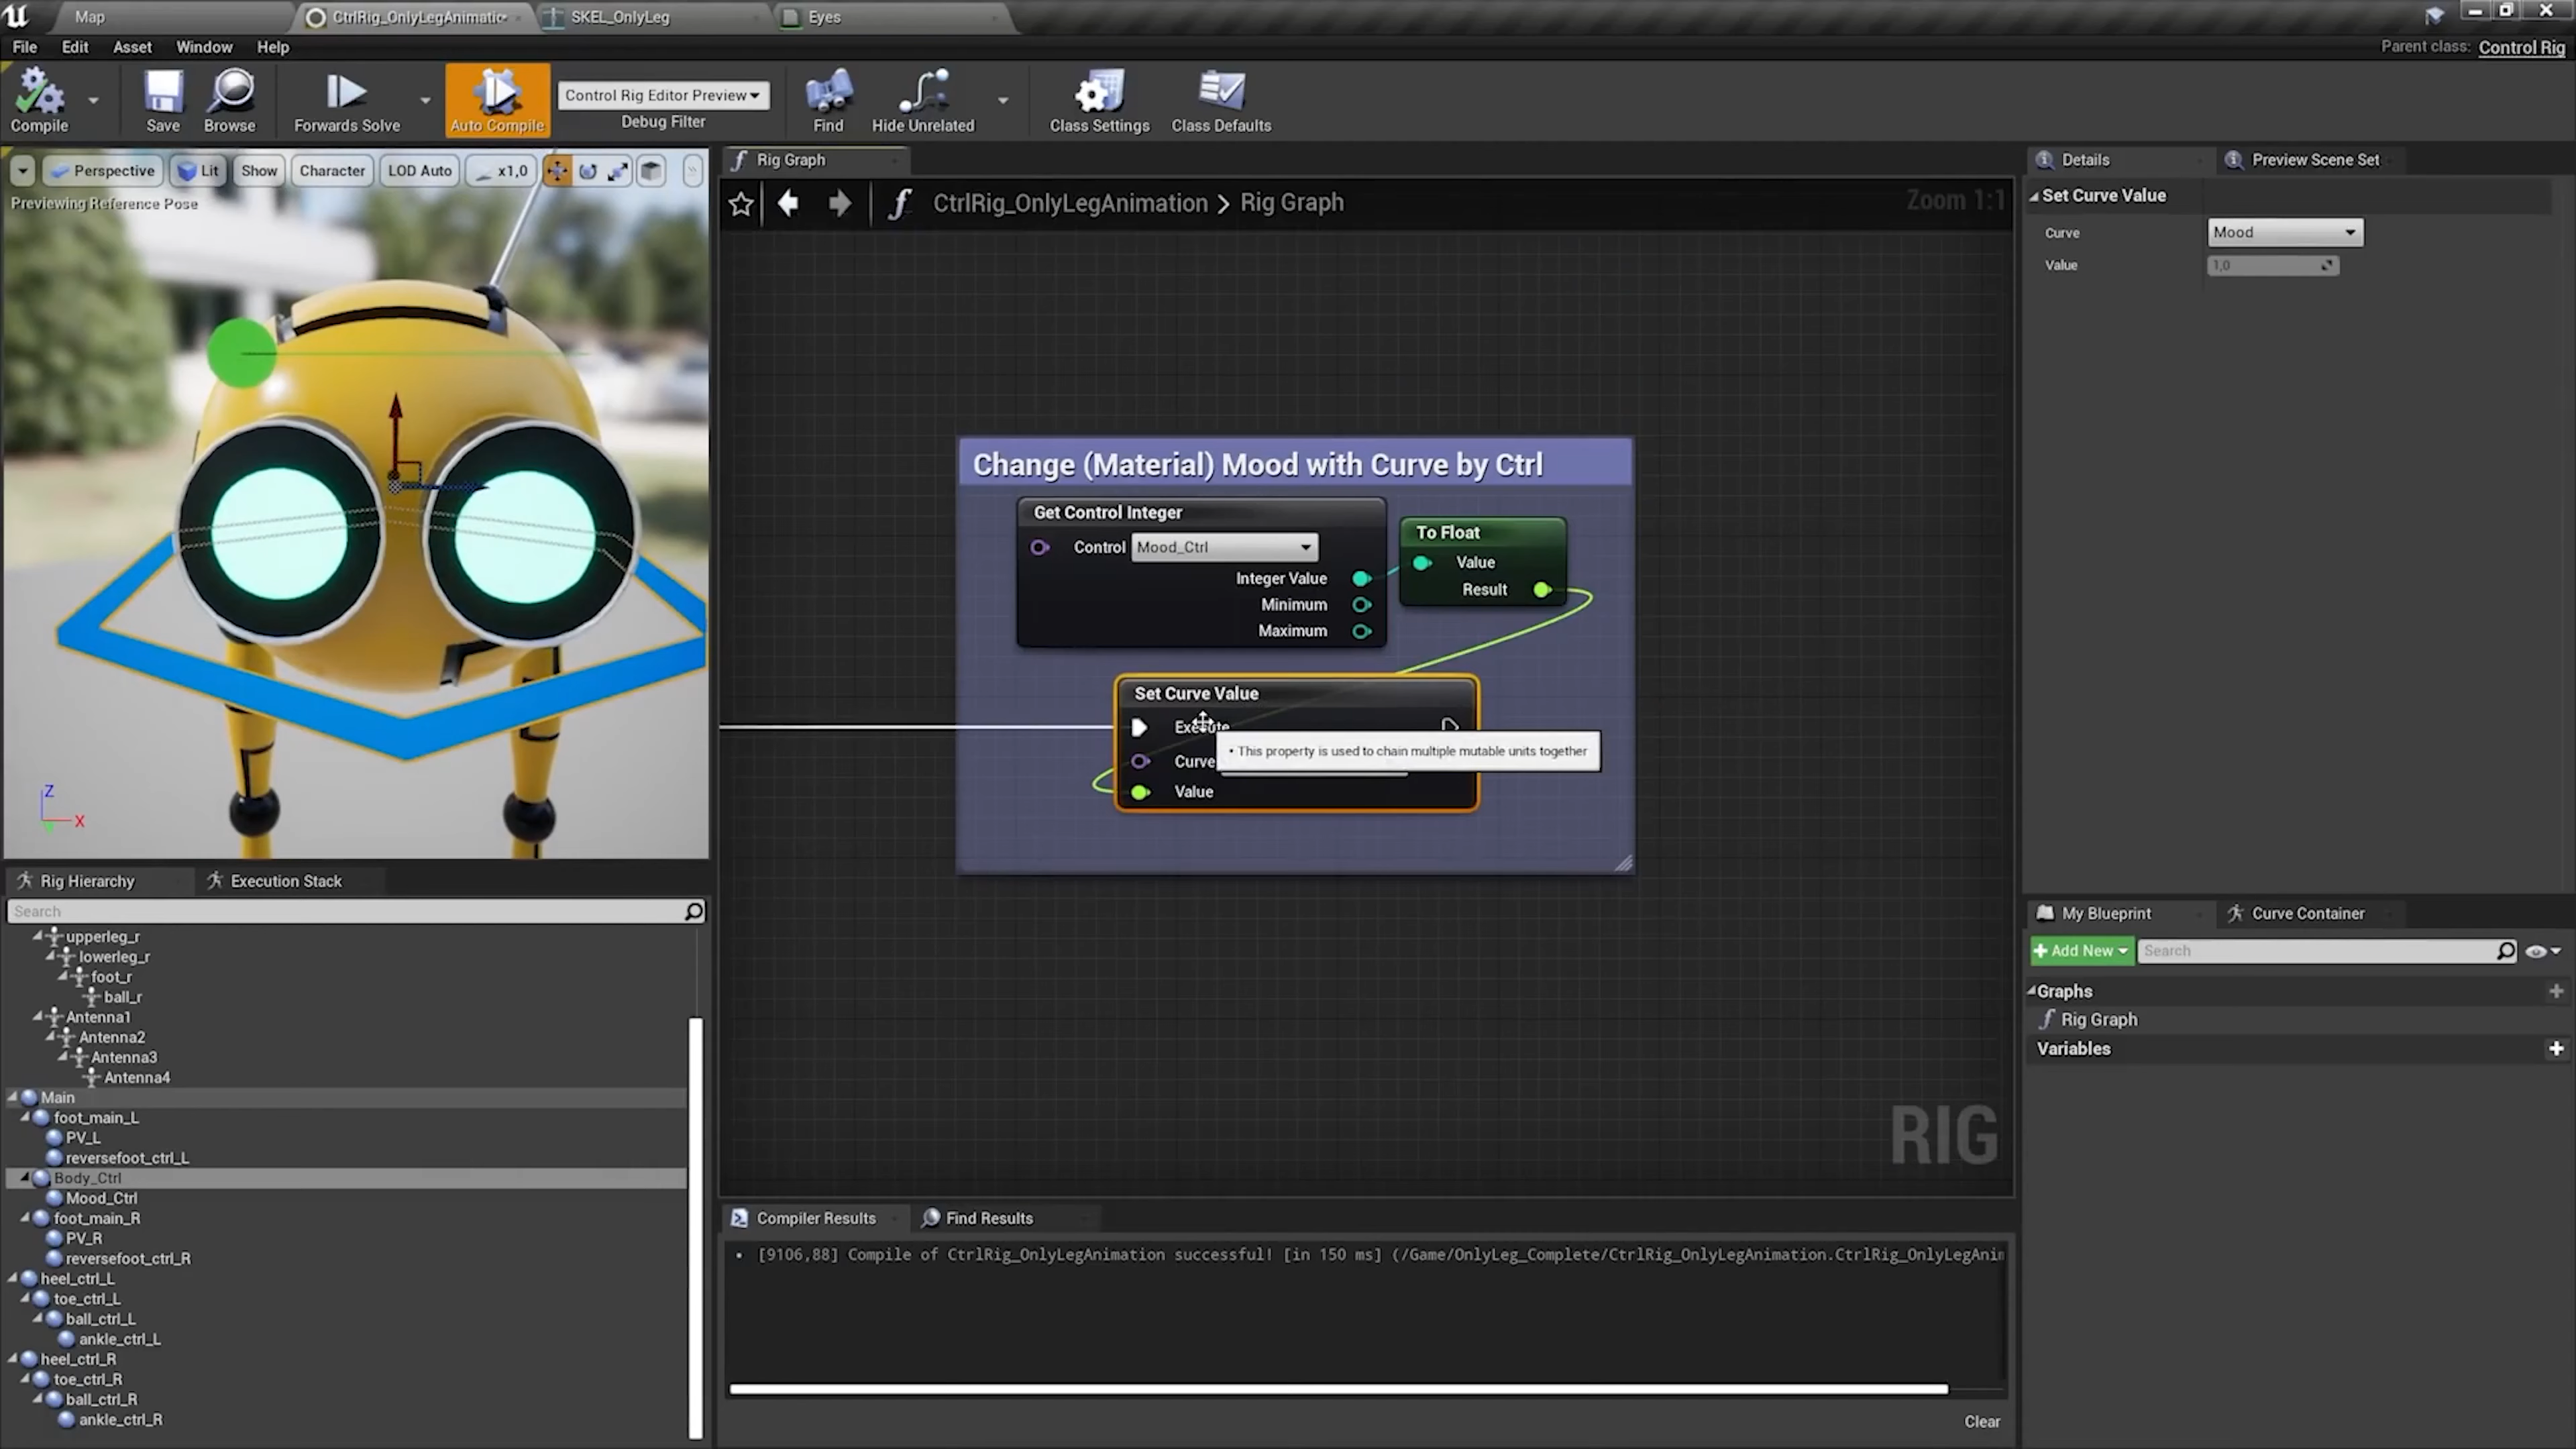 Map
CtrlRig_OnlyLegAnimatic
SKEL_OnlyLeg
Eyes
File
Edit
Asset
Window
Help
Parent class:
Control Rig
Compile
Save
Browse
Forwards Solve
Auto Compile
Control Rig Editor Preview
Debug Filter
Find
Hide Unrelated
Class Settings
Class Defaults
Perspective
Lit
Show
Character
LOD Auto
x1,0
Previewing Reference Pose
Z
X
Rig Graph
CtrlRig_OnlyLegAnimation
Rig Graph
Zoom 1:1
Change (Material) Mood with Curve by Ctrl
Get Control Integer
Control
Mood_Ctrl
Integer Value
Minimum
Maximum
To Float
Value
Result
Set Curve Value
Execute
• This property is used to chain multiple mutable units together
Curve
Value
RIG
Details
Preview Scene Set
Set Curve Value
Curve
Mood
Value
1,0
Rig Hierarchy
Execution Stack
Search
upperleg_r
lowerleg_r
foot_r
ball_r
Antenna1
Antenna2
Antenna3
Antenna4
Main
foot_main_L
PV_L
reversefoot_ctrl_L
Body_Ctrl
Mood_Ctrl
foot_main_R
PV_R
reversefoot_ctrl_R
heel_ctrl_L
toe_ctrl_L
ball_ctrl_L
ankle_ctrl_L
heel_ctrl_R
toe_ctrl_R
ball_ctrl_R
ankle_ctrl_R
Compiler Results
Find Results
• [9106,88] Compile of CtrlRig_OnlyLegAnimation successful! [in 150 ms] (/Game/OnlyLeg_Complete/CtrlRig_OnlyLegAnimation.CtrlRig_OnlyLegAnim
Clear
My Blueprint
Curve Container
Add New
Search
Graphs
Rig Graph
Variables